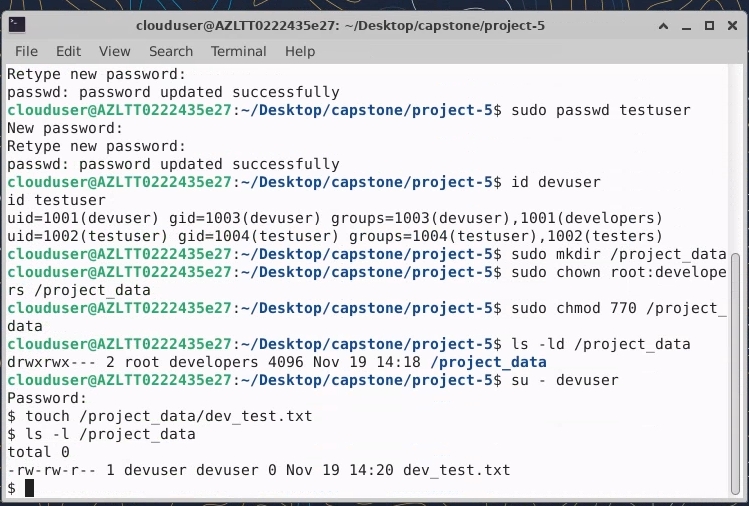 clouduser@AZLTT0222435e27: ~/Desktop/capstone/project-5
File Edit View Search Terminal Help
Retype new password:
passwd: password updated successfully
clouduser@AZLTT0222435e27:~/Desktop/capstone/project-5$ sudo passwd testuser
New password:
Retype new password:
passwd: password updated successfully
clouduser@AZLTT0222435e27:~/Desktop/capstone/project-5$ id devuser
id testuser
uid=1001(devuser) gid=1003(devuser) groups=1003(devuser),1001(developers)
uid=1002(testuser) gid=1004(testuser) groups=1004(testuser),1002(testers)
clouduser@AZLTT0222435e27:~/Desktop/capstone/project-5$ sudo mkdir /project_data
clouduser@AZLTT0222435e27:~/Desktop/capstone/project-5$ sudo chown root:develope
rs /project_data
clouduser@AZLTT0222435e27:~/Desktop/capstone/project-5$ sudo chmod 770 /project_
data
clouduser@AZLTT0222435e27:~/Desktop/capstone/project-5$ ls -ld /project_data
drwxrwx--- 2 root developers 4096 Nov 19 14:18 /project_data
clouduser@AZLTT0222435e27:~/Desktop/capstone/project-5$ su - devuser
Password:
$ touch /project_data/dev_test.txt
$ ls -l /project_data
total 0
-rw-rw-r-- 1 devuser devuser 0 Nov 19 14:20 dev_test.txt
$